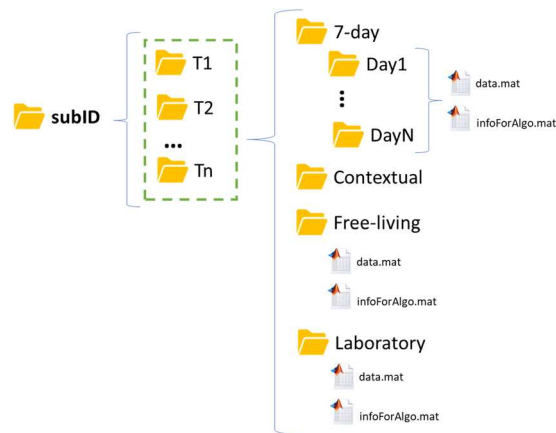 subID
T1
T2
...
Tn
7-day
Day1
DayN
data.mat
infoForAlgo.mat
Contextual
Free-living
data.mat
infoForAlgo.mat
Laboratory
data.mat
infoForAlgo.mat